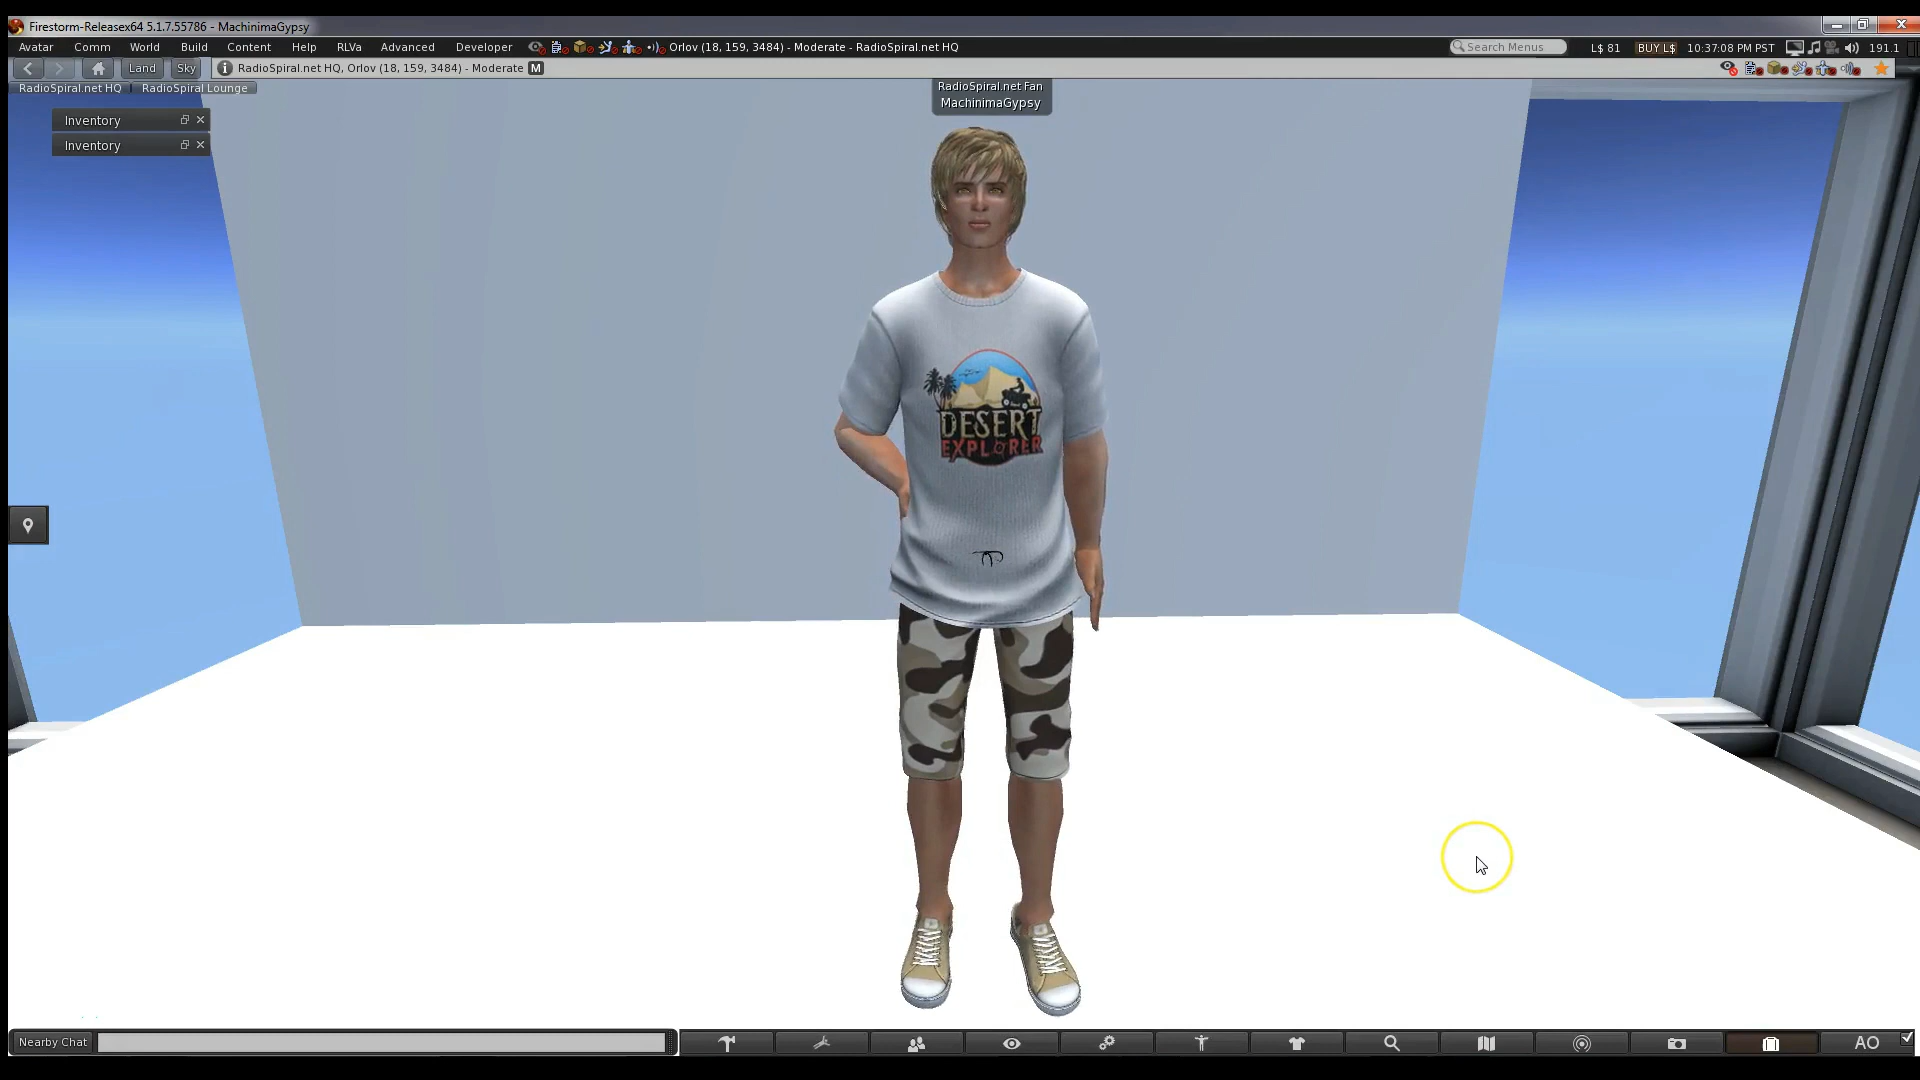 Firestorm-Releasex64 5.1.7.55786 - MachinimaGypsy
Avatar Comm World Build Content Help RLVa Advanced Developer Orlov (18, 159, 3484) - Moderate - RadioSpiral.net HQ Search Menus L$ 81 BUY L$ 10:37:08 PM PST 191.1
Land Sky RadioSpiral.net HQ, Orlov (18, 159, 3484) - Moderate M
RadioSpiral.net HQ RadioSpiral Lounge
RadioSpiral.net Fan
MachinimaGypsy
Inventory
Inventory
DESERT
EXPLORER
Nearby Chat AO